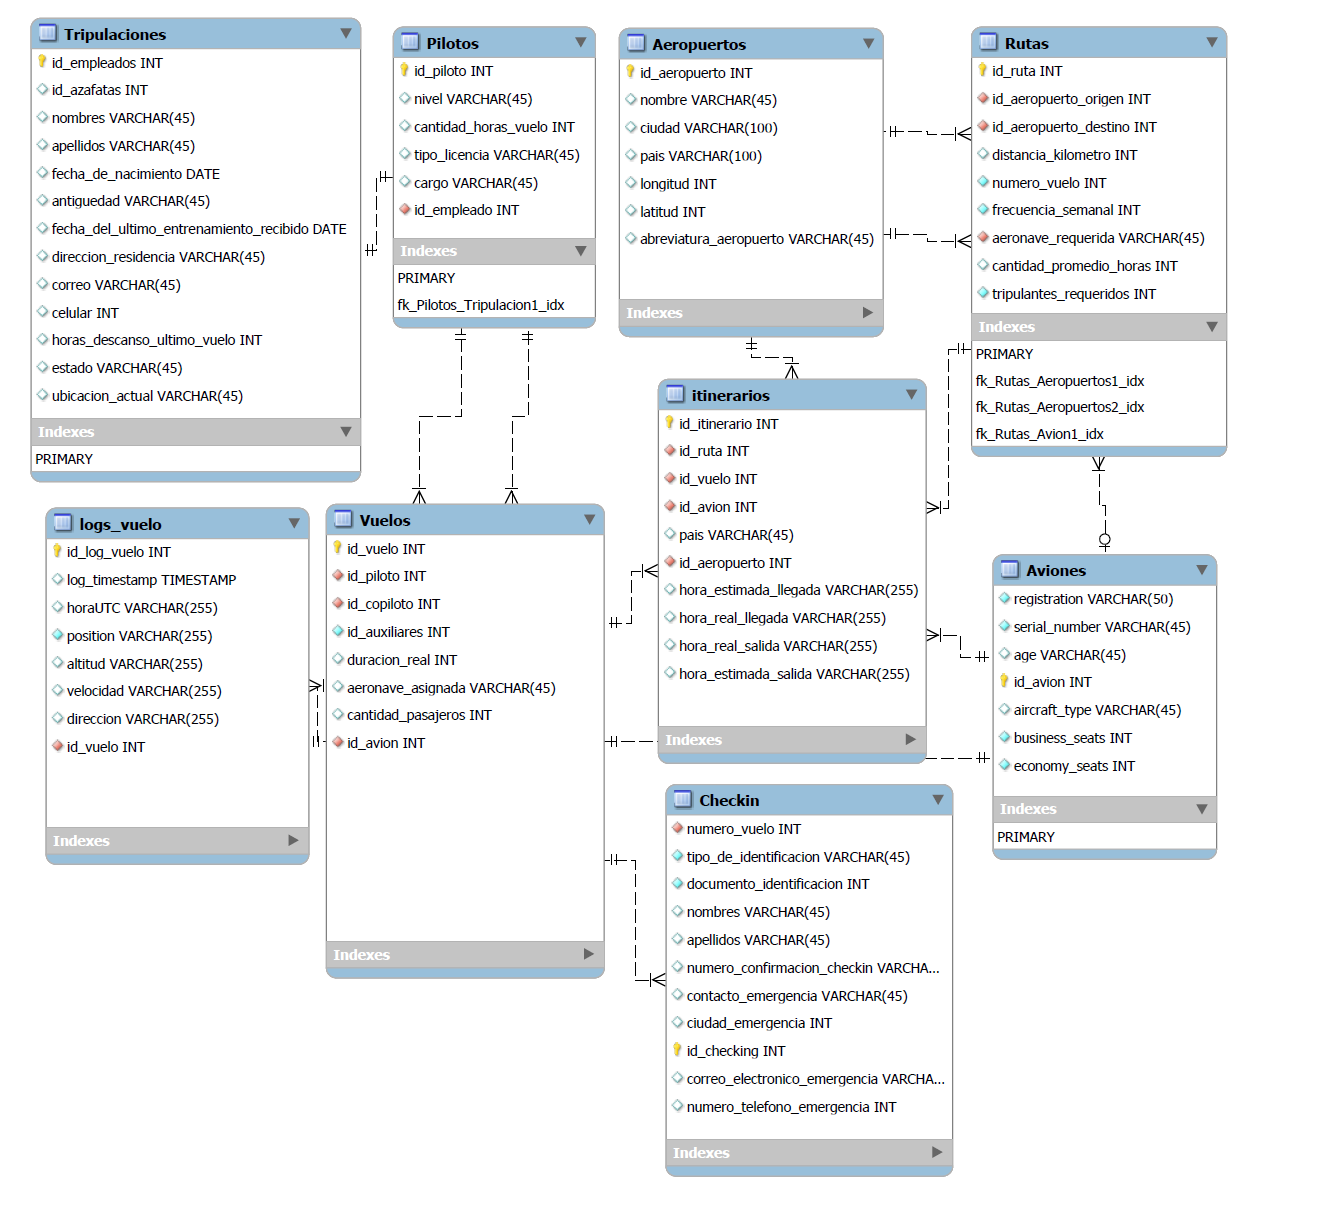 Tripulaciones
id_empleados INT
id_azafatas INT
nombres VARCHAR(45)
apellidos VARCHAR(45)
fecha_de_nacimiento DATE
antiguedad VARCHAR(45)
fecha_del_ultimo_entrenamiento_recibido DATE
direccion_residencia VARCHAR(45)
correo VARCHAR(45)
celular INT
horas_descanso_ultimo_vuelo INT
estado VARCHAR(45)
ubicacion_actual VARCHAR(45)
Indexes
PRIMARY
Pilotos
id_piloto INT
nivel VARCHAR(45)
cantidad_horas_vuelo INT
tipo_licencia VARCHAR(45)
cargo VARCHAR(45)
id_empleado INT
Indexes
PRIMARY
fk_Pilotos_Tripulacion1_idx
Aeropuertos
id_aeropuerto INT
nombre VARCHAR(45)
ciudad VARCHAR(100)
pais VARCHAR(100)
longitud INT
latitud INT
abreviatura_aeropuerto VARCHAR(45)
Indexes
Rutas
id_ruta INT
id_aeropuerto_origen INT
id_aeropuerto_destino INT
distancia_kilometro INT
numero_vuelo INT
frecuencia_semanal INT
aeronave_requerida VARCHAR(45)
cantidad_promedio_horas INT
tripulantes_requeridos INT
Indexes
PRIMARY
fk_Rutas_Aeropuertos1_idx
fk_Rutas_Aeropuertos2_idx
fk_Rutas_Avion1_idx
logs_vuelo
id_log_vuelo INT
log_timestamp TIMESTAMP
horaUTC VARCHAR(255)
position VARCHAR(255)
altitud VARCHAR(255)
velocidad VARCHAR(255)
direccion VARCHAR(255)
id_vuelo INT
Indexes
Vuelos
id_vuelo INT
id_piloto INT
id_copiloto INT
id_auxiliares INT
duracion_real INT
aeronave_asignada VARCHAR(45)
cantidad_pasajeros INT
id_avion INT
Indexes
itinerarios
id_itinerario INT
id_ruta INT
id_vuelo INT
id_avion INT
pais VARCHAR(45)
id_aeropuerto INT
hora_estimada_llegada VARCHAR(255)
hora_real_llegada VARCHAR(255)
hora_real_salida VARCHAR(255)
hora_estimada_salida VARCHAR(255)
Indexes
Aviones
registration VARCHAR(50)
serial_number VARCHAR(45)
age VARCHAR(45)
id_avion INT
aircraft_type VARCHAR(45)
business_seats INT
economy_seats INT
Indexes
PRIMARY
Checkin
numero_vuelo INT
tipo_de_identificacion VARCHAR(45)
documento_identificacion INT
nombres VARCHAR(45)
apellidos VARCHAR(45)
numero_confirmacion_checkin VARCHA...
contacto_emergencia VARCHAR(45)
ciudad_emergencia INT
id_checking INT
correo_electronico_emergencia VARCHA...
numero_telefono_emergencia INT
Indexes